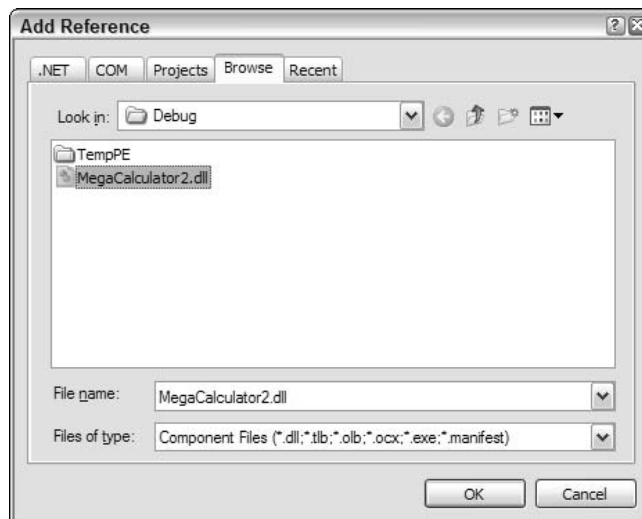 Add Reference
.NET COM Projects Browse Recent
Look in: Debug
TempPE
MegaCalculator2.dll
File name: MegaCalculator2.dll
Files of type: Component Files (*.dll;*.tlb;*.olb;*.ocx;*.exe;*.manifest)
OK Cancel